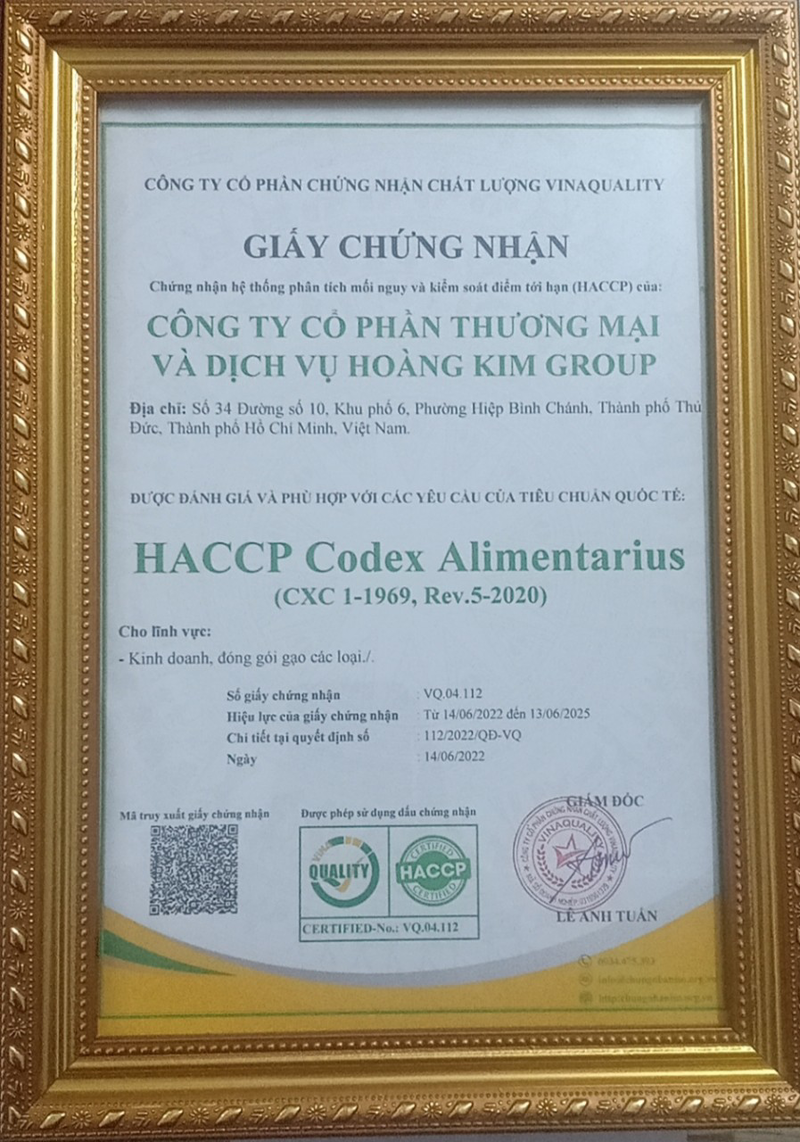 CÔNG TY CỔ PHẦN CHỨNG NHẬN CHẤT LƯỢNG VINAQUALITY
GIẤY CHỨNG NHẬN
Chứng nhận hệ thống phân tích mối nguy và kiểm soát điểm tới hạn (HACCP) của:
CÔNG TY CỔ PHẦN THƯƠNG MẠI
VÀ DỊCH VỤ HOÀNG KIM GROUP
Địa chỉ: Số 34 Đường số 10, Khu phố 6, Phường Hiệp Bình Chánh, Thành phố Thủ
Đức, Thành phố Hồ Chí Minh, Việt Nam.
ĐƯỢC ĐÁNH GIÁ VÀ PHÙ HỢP VỚI CÁC YÊU CẦU CỦA TIÊU CHUẨN QUỐC TẾ:
HACCP Codex Alimentarius
(CXC 1-1969, Rev.5-2020)
Cho lĩnh vực:
- Kinh doanh, đóng gói gạo các loại./.
Số giấy chứng nhận : VQ.04.112
Hiệu lực của giấy chứng nhận : Từ 14/06/2022 đến 13/06/2025
Chi tiết tại quyết định số : 112/2022/QĐ-VQ
Ngày : 14/06/2022
Mã truy xuất giấy chứng nhận
Được phép sử dụng dấu chứng nhận
GIÁM ĐỐC
VINA
QUALITY
CERTIFIED
HACCP
CERTIFIED
CERTIFIED-No.: VQ.04.112
VINAQUALITY
LÊ ANH TUẤN